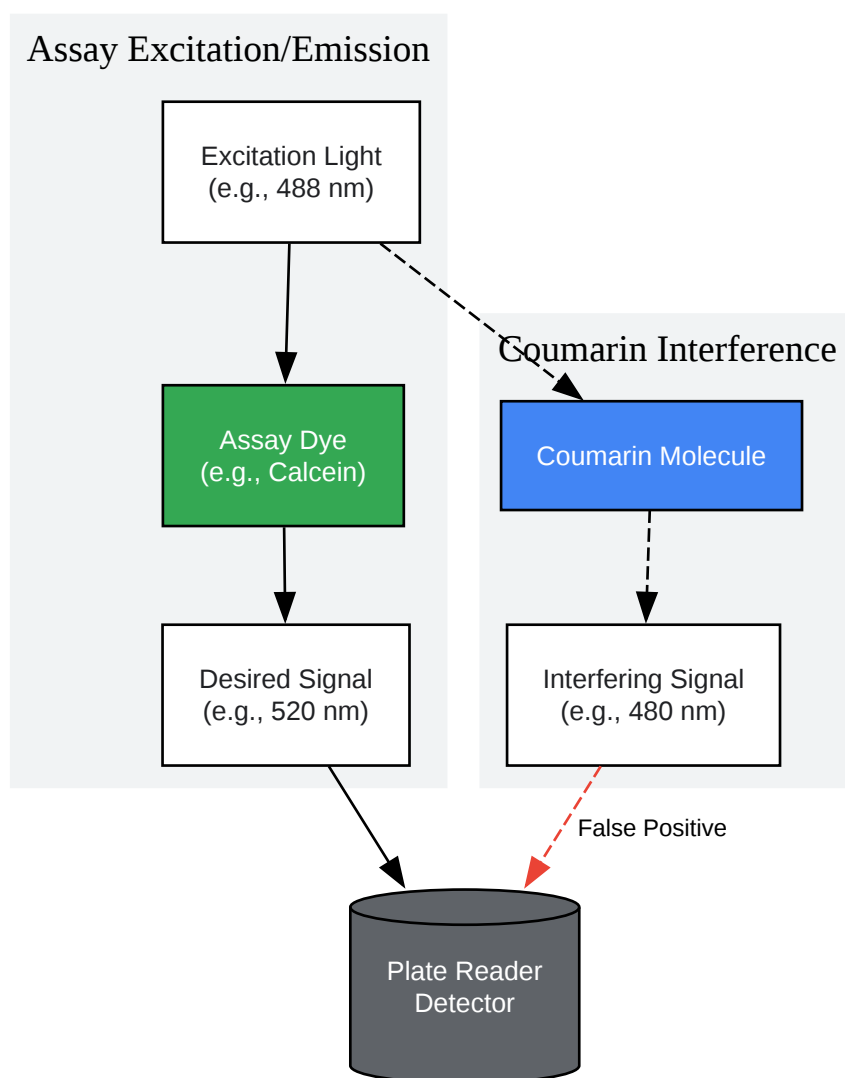 Assay Excitation/Emission
Excitation Light
(e.g., 488 nm)
Coumarin Interference
Assay Dye
(e.g., Calcein)
Coumarin Molecule
Desired Signal
(e.g., 520 nm)
Interfering Signal
(e.g., 480 nm)
False Positive
Plate Reader
Detector